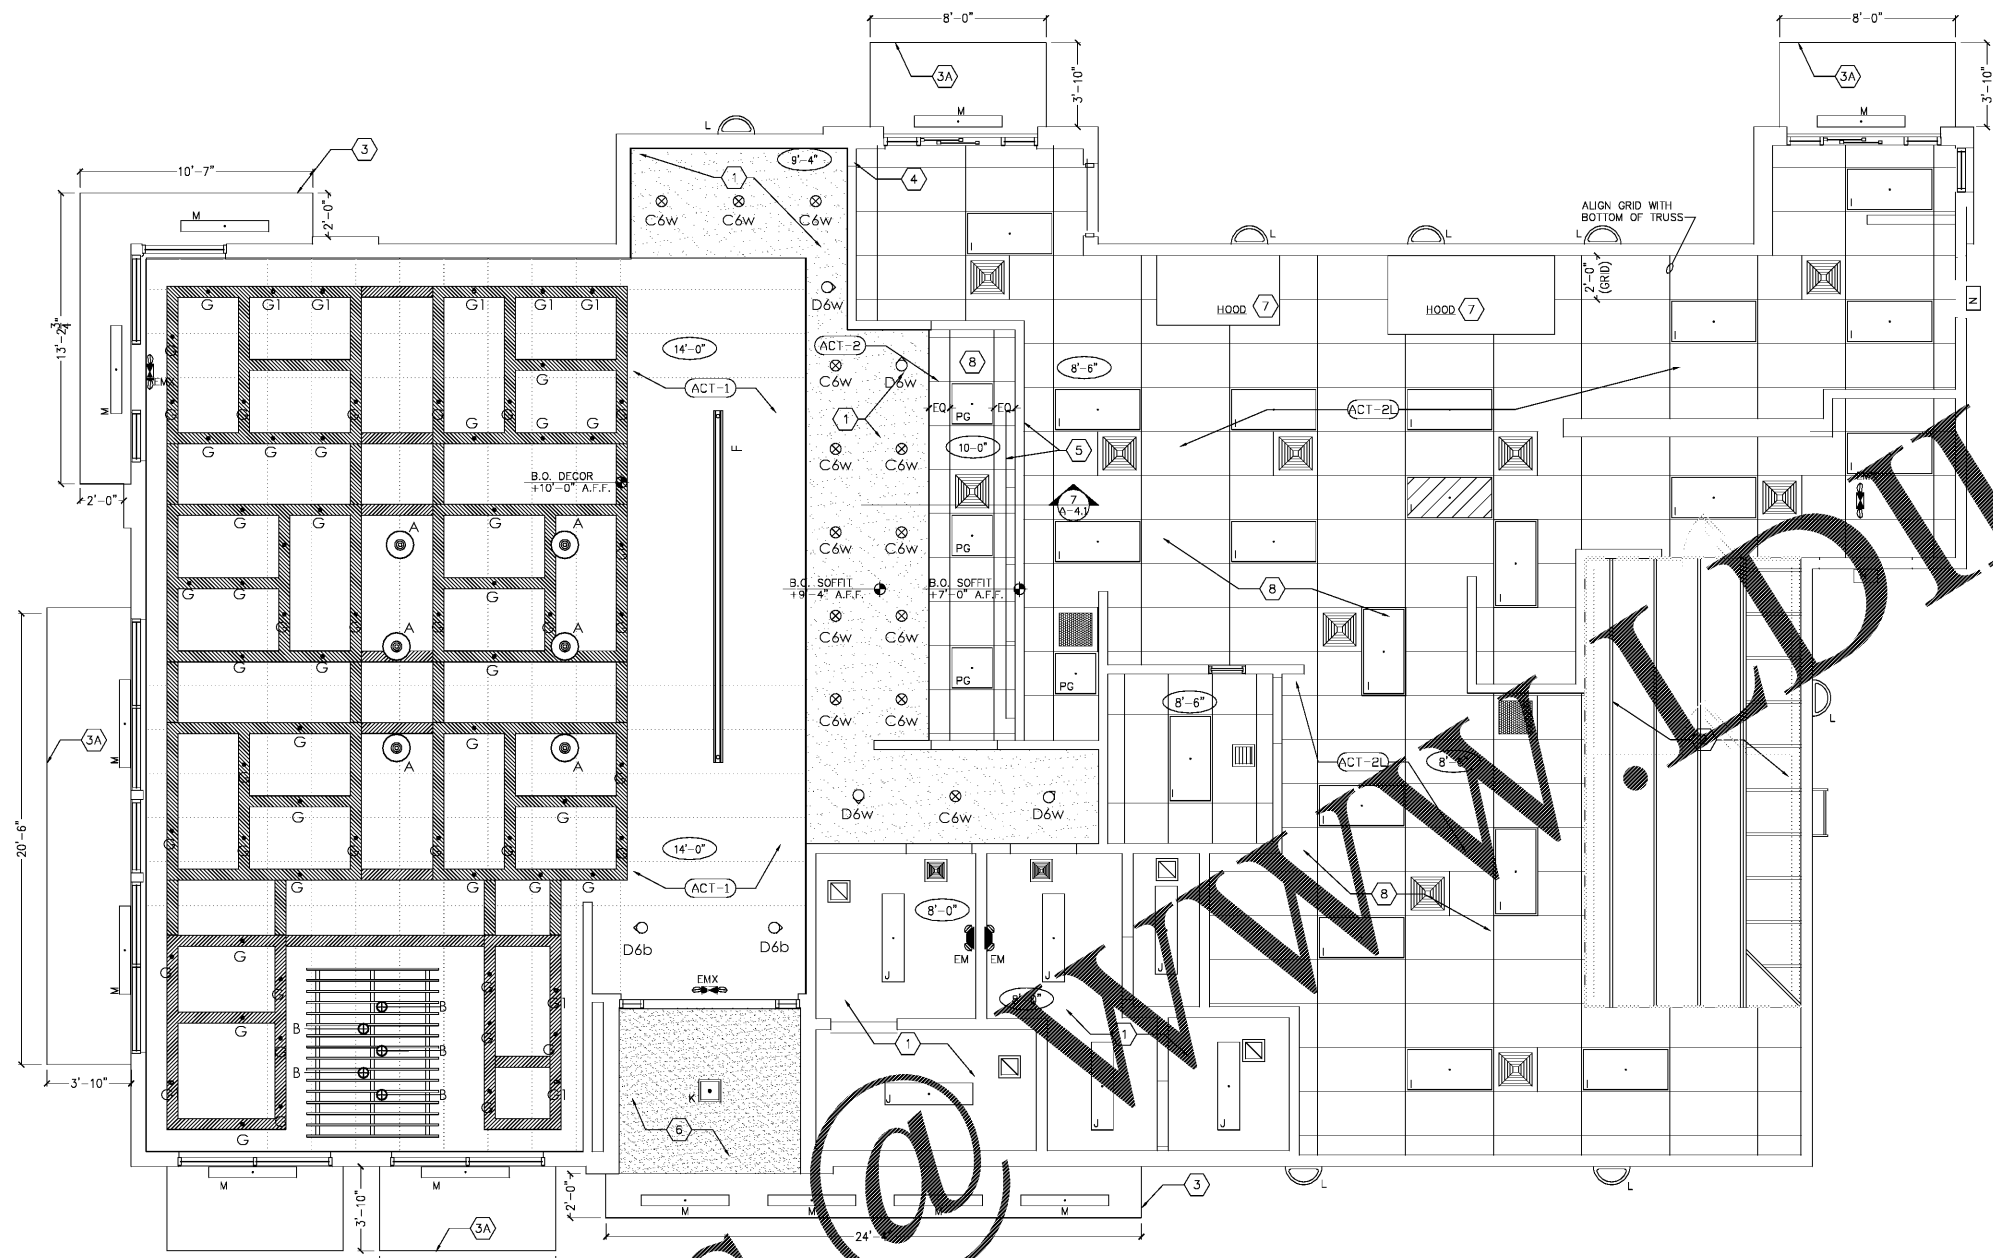 8'-0"
8'-0"
3A
3A
3'-10"
3'-10"
M
M
L
3
9'-4"
10'-7"
1
4
M
2'-0"
C6w
C6w
C6w
ALIGN GRID WITH
BOTTOM OF TRUSS
L
L
L
2'-0"
(GRID)
D6w
G
G1
G1
G
G1
G1
HOOD
7
HOOD
7
N
13'-2
14'-0"
ACT-2
8
8'-6"
EMX
M
G
C6w
D6w
ACT-1
EQ
EQ
PG
ACT-2L
1
G
G
G
G
G
G
F
C6w
C6w
10-0"
5
B.O. DECOR
+10'-0" A.F.F.
2'-0"
7
A-4.1
G
G
G
A
A
C6w
C6w
PG
B.O. SOFFIT
+9'-4" A.F.F.
B.O. SOFFIT
+7'-0" A.F.F.
8
G
G
G
A
A
C6w
C6w
G
G
G
PG
PG
8'-6"
C6w
C6w
L
3A
M
G
G
A
A
ACT-2L
20'-6"
G
G
D6w
C6w
D6w
14'-0"
G
G
G
G
ACT-1
8
8'-0"
D6b
D6b
EM
EM
G
J
J
J
EMX
M
B
B
B
G
1
1
B
B
3'-10"
K
J
J
J
6
G
M
M
3'-10"
2'-0"
3
L
L
M
M
M
M
3A
24'
@ WWW LDI